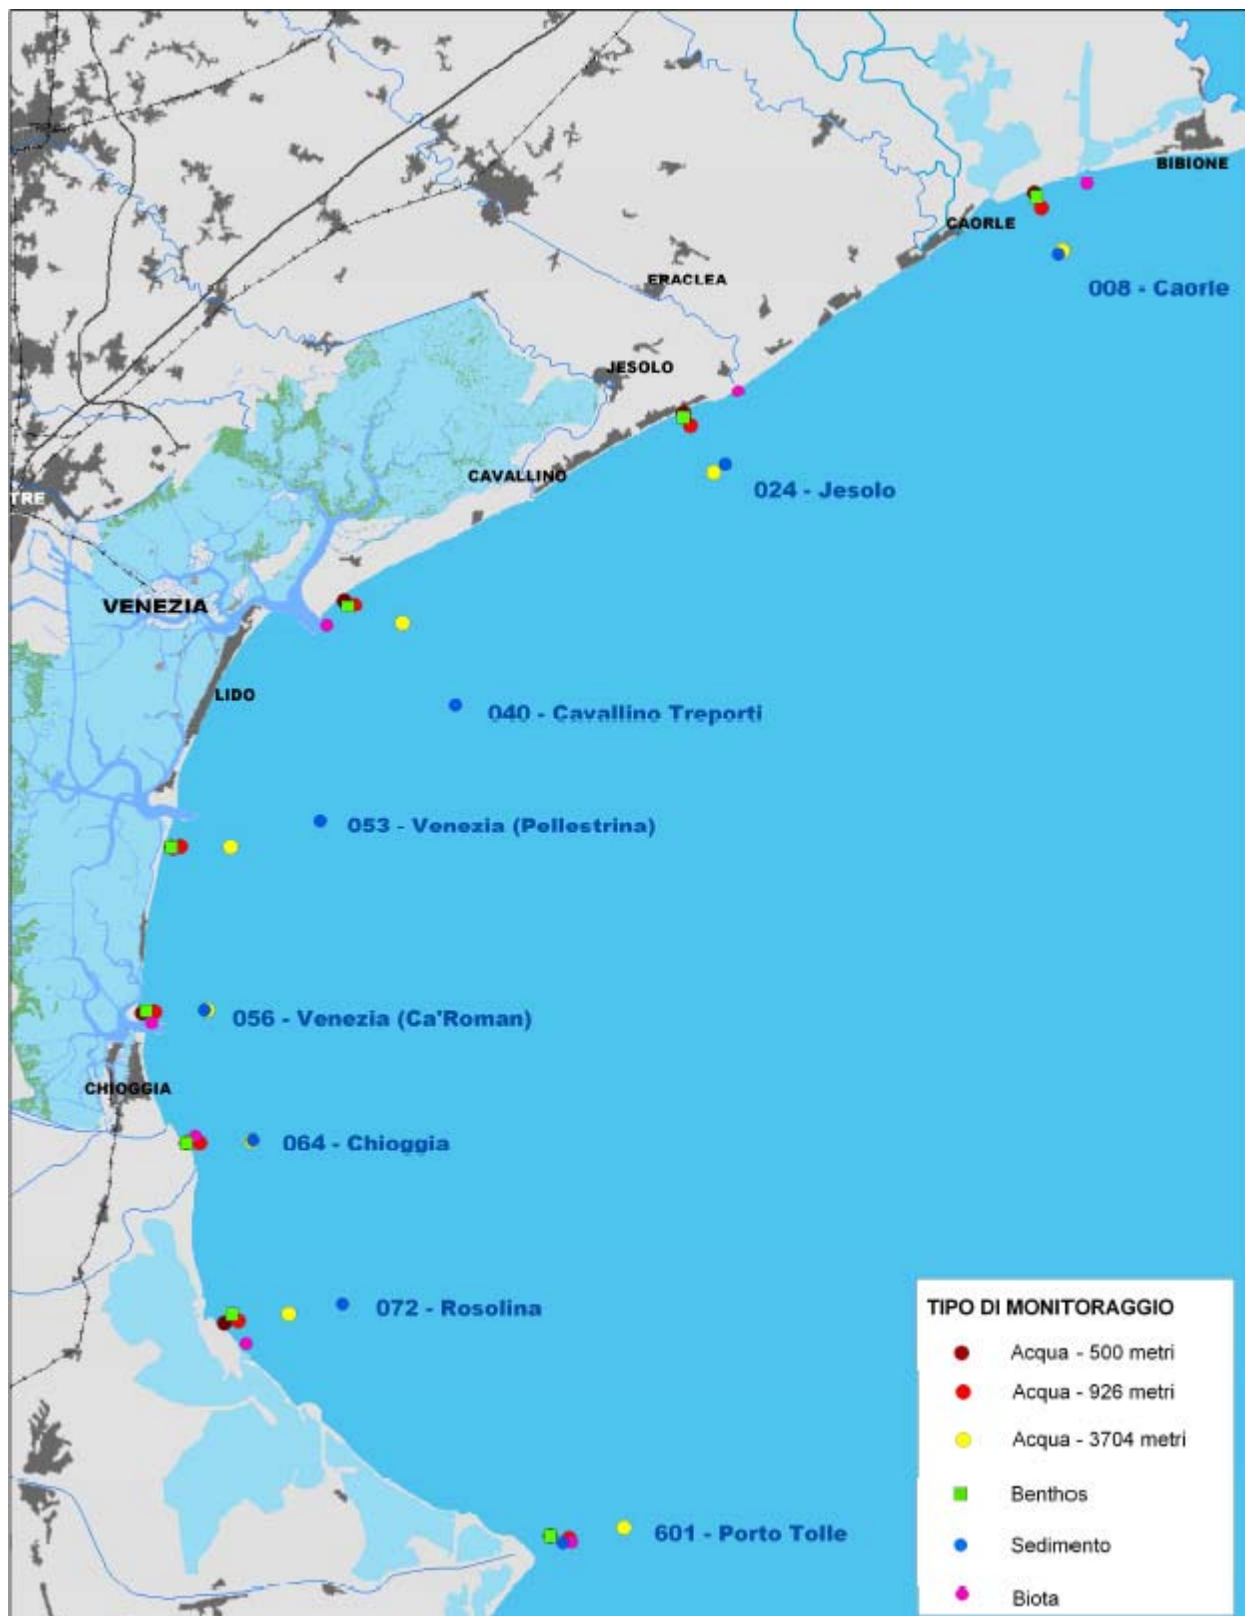 BIBIONE
CAORLE
008 - Caorle
ERACLEA
JESOLO
CAVALLINO
024 - Jesolo
TRE
VENEZIA
LIDO
040 - Cavallino Treporti
053 - Venezia (Pellestrina)
056 - Venezia (Ca'Roman)
CHIOGGIA
064 - Chioggia
072 - Rosolina
601 - Porto Tolle
TIPO DI MONITORAGGIO
Acqua - 500 metri
Acqua - 926 metri
Acqua - 3704 metri
Benthos
Sedimento
Biota